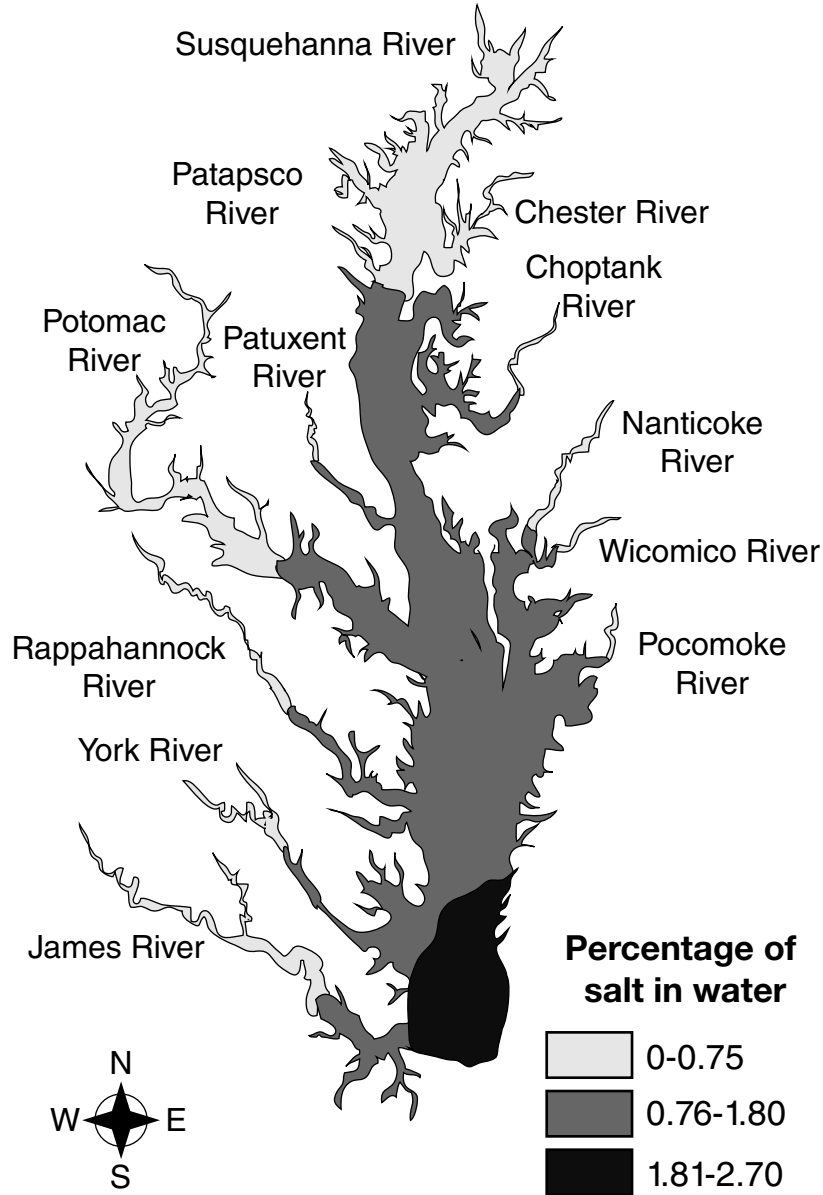 Susquehanna River
Patapsco
River
Chester River
Choptank
River
Potomac
River
Patuxent
River
Nanticoke
River
Wicomico River
Rappahannock
River
Pocomoke
River
York River
James River
Percentage of
salt in water
0-0.75
0.76-1.80
1.81-2.70
N
W E
S